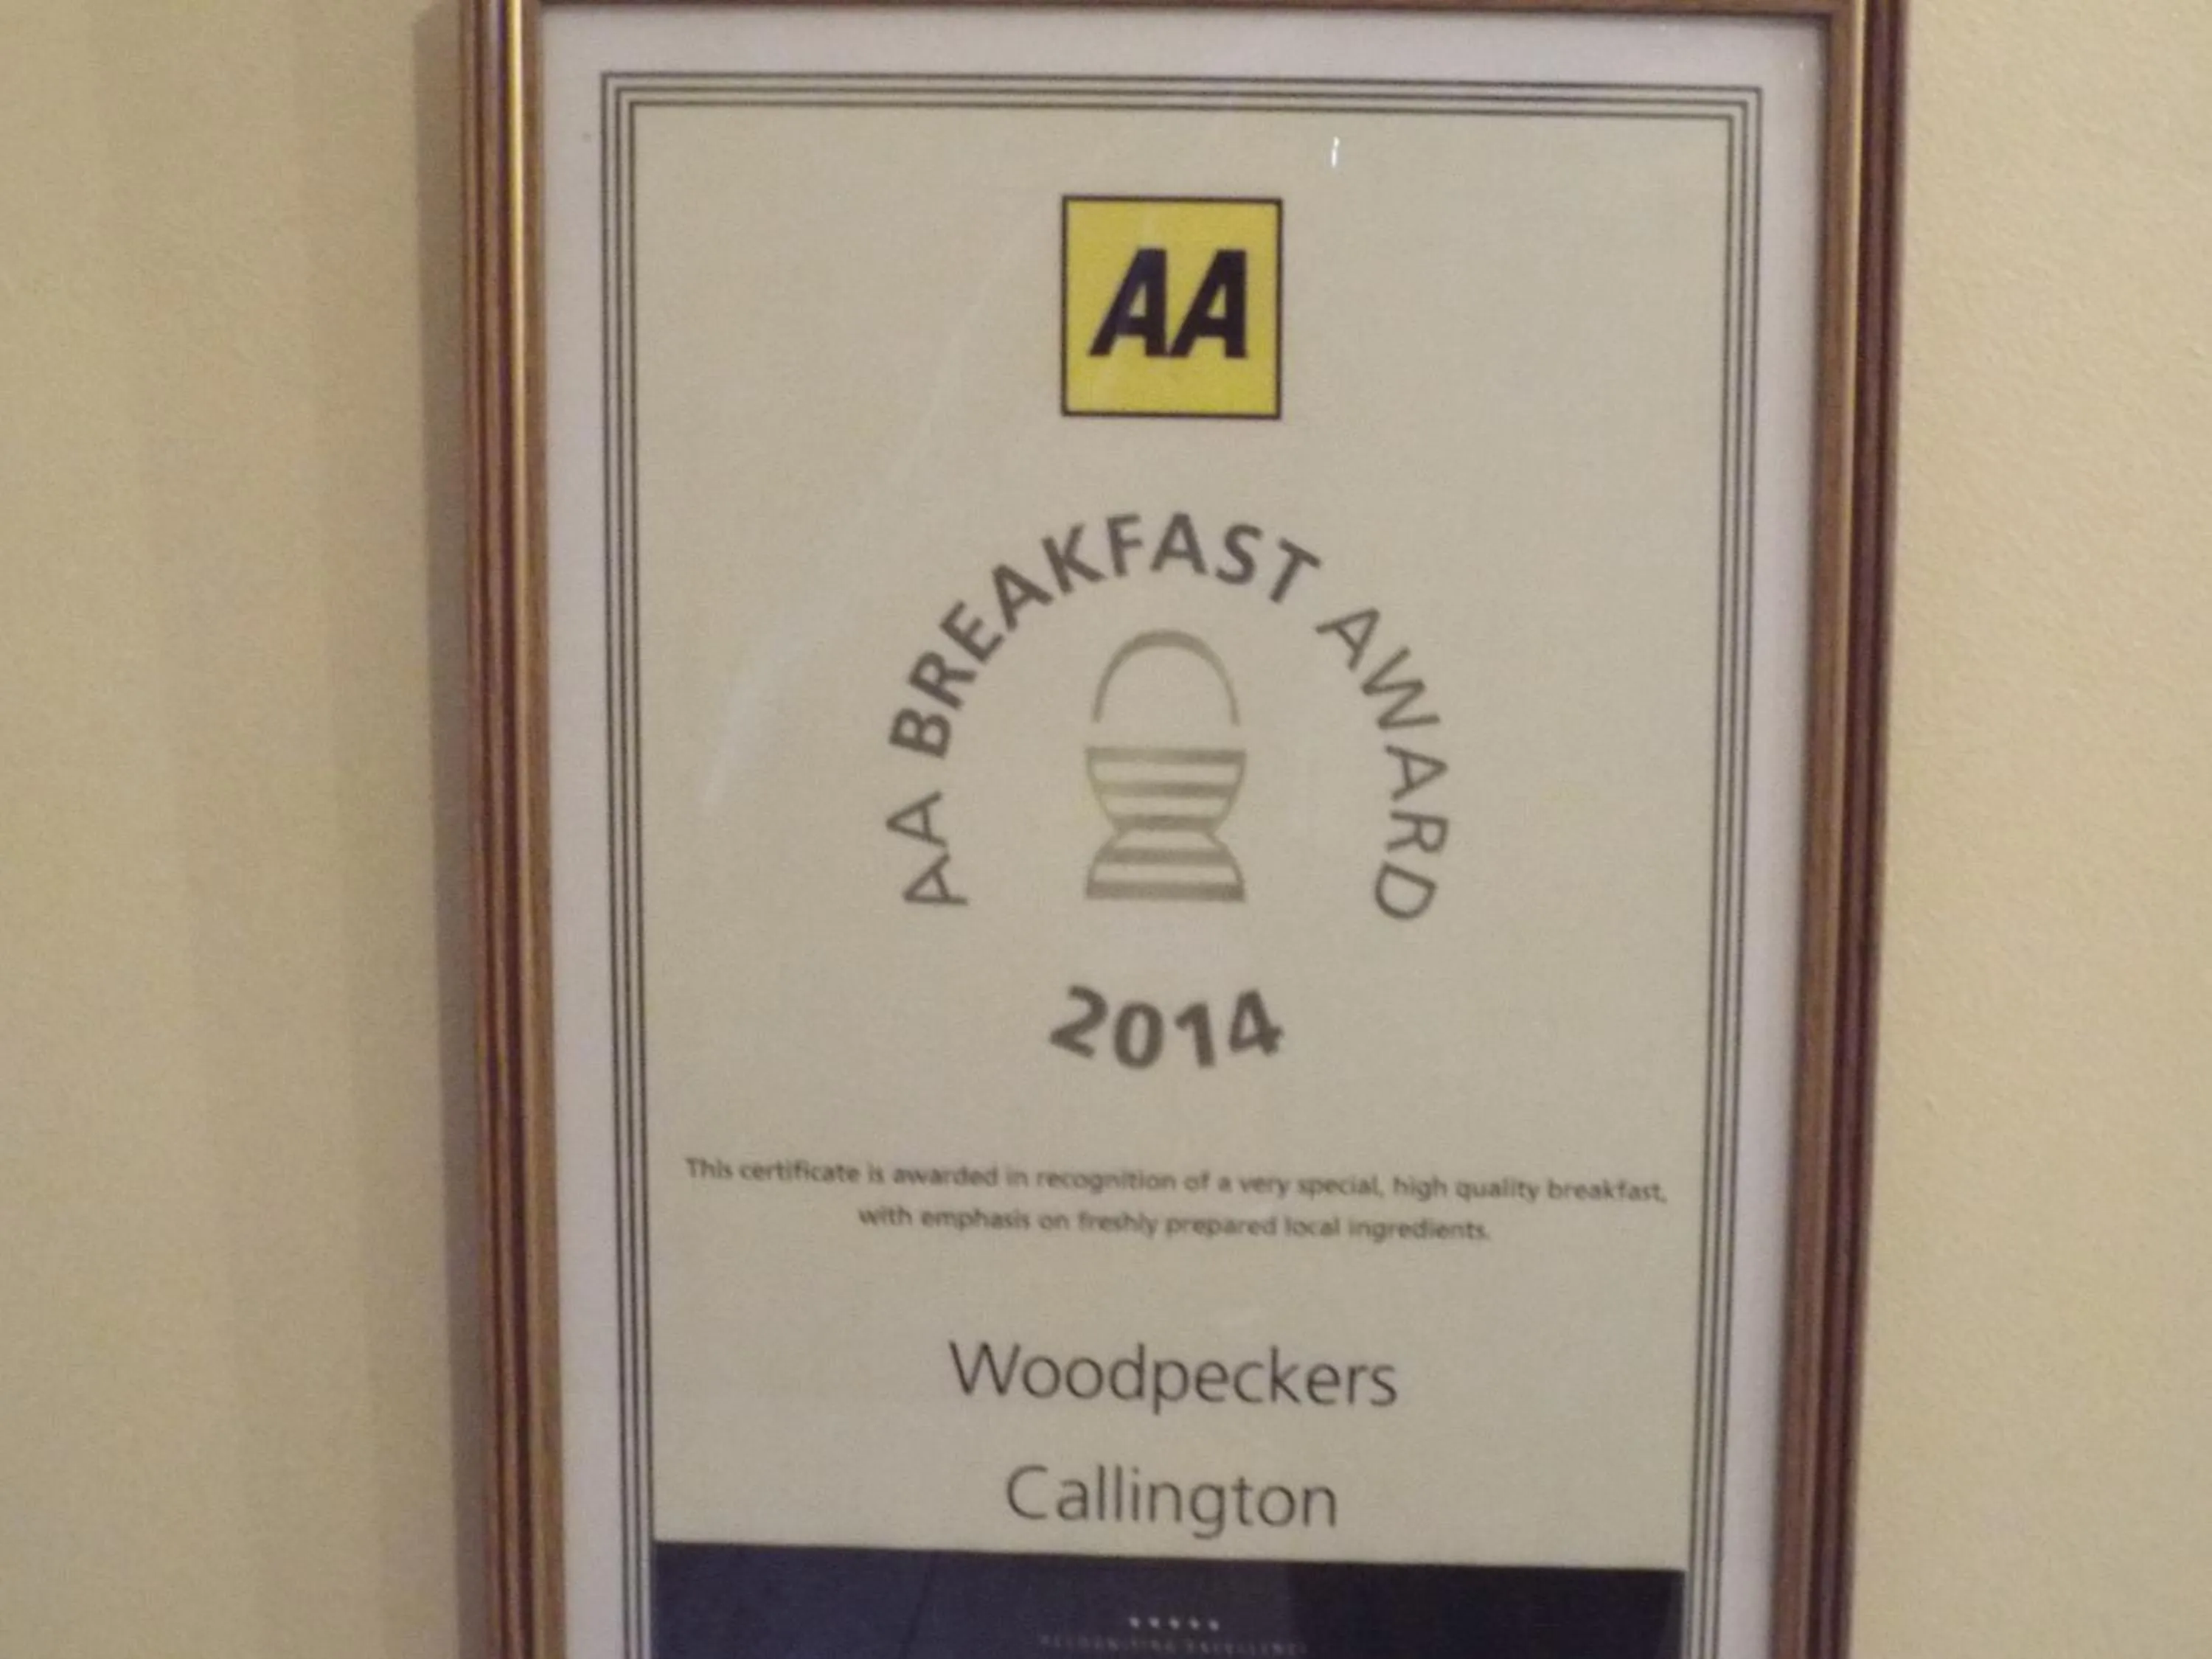 AA
AA BREAKFAST AWARD
2014
This certificate is awarded in recognition of a very special, high quality breakfast,
with emphasis on freshly prepared local ingredients.
Woodpeckers
Callington